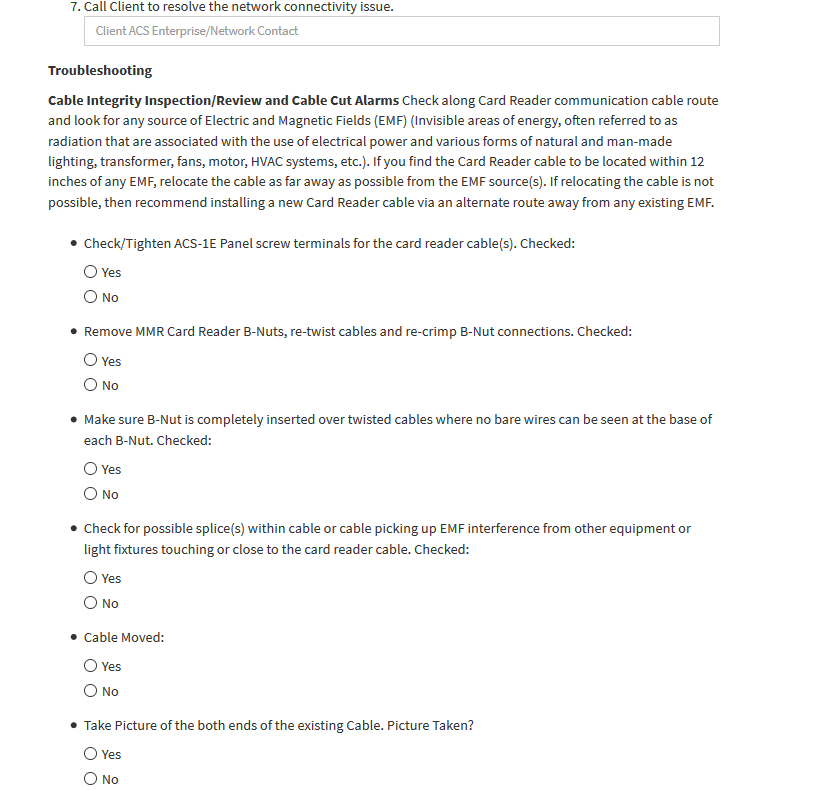 7. Call Client to resolve the network connectivity issue.
Client ACS Enterprise/Network Contact
Troubleshooting
Cable Integrity Inspection/Review and Cable Cut Alarms Check along Card Reader communication cable route
and look for any source of Electric and Magnetic Fields (EMF) (Invisible areas of energy, often referred to as
radiation that are associated with the use of electrical power and various forms of natural and man-made
lighting, transformer, fans, motor, HVAC systems, etc.). If you find the Card Reader cable to be located within 12
inches of any EMF, relocate the cable as far away as possible from the EMF source(s). If relocating the cable is not
possible, then recommend installing a new Card Reader cable via an alternate route away from any existing EMF.
• Check/Tighten ACS-1E Panel screw terminals for the card reader cable(s). Checked:
Yes
No
• Remove MMR Card Reader B-Nuts, re-twist cables and re-crimp B-Nut connections. Checked:
Yes
No
• Make sure B-Nut is completely inserted over twisted cables where no bare wires can be seen at the base of
each B-Nut. Checked:
Yes
No
• Check for possible splice(s) within cable or cable picking up EMF interference from other equipment or
light fixtures touching or close to the card reader cable. Checked:
Yes
No
• Cable Moved:
Yes
No
• Take Picture of the both ends of the existing Cable. Picture Taken?
Yes
No